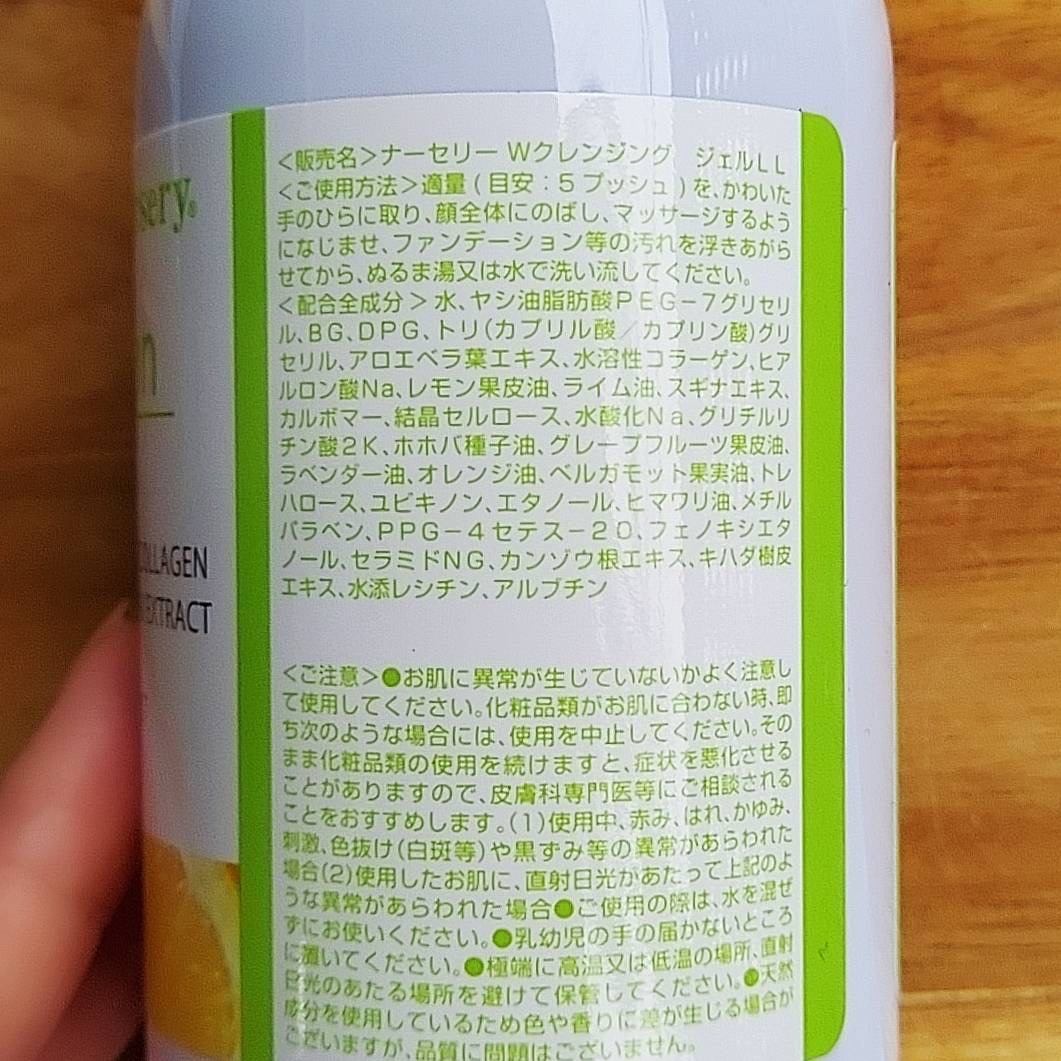 sery®
n
COLLAGEN
EXTRACT
<販売名>ナーセリー Wクレンジング ジェルLL
<ご使用方法>適量(目安:5プッシュ)を、かわいた
手のひらに取り、顔全体にのばし、マッサージするよう
になじませ、ファンデーション等の汚れを浮きあがら
せてから、ぬるま湯又は水で洗い流してください。
<配合全成分>水、ヤシ油脂肪酸PEG-7グリセリ
ル、BG、DPG、トリ(カプリル酸/カプリン酸)グリ
セリル、アロエベラ葉エキス、水溶性コラーゲン、ヒア
ルロン酸Na、レモン果皮油、ライム油、スギナエキス、
カルボマー、結晶セルロース、水酸化Na、グリチルリ
チン酸2K、ホホバ種子油、グレープフルーツ果皮油、
ラベンダー油、オレンジ油、ベルガモット果実油、トレ
ハロース、ユビキノン、エタノール、ヒマワリ油、メチル
パラベン、PPG-4セテス-20、フェノキシエタ
ノール、セラミドNG、カンゾウ根エキス、キハダ樹皮
エキス、水添レシチン、アルブチン
<ご注意>●お肌に異常が生じていないかよく注意し
て使用してください。化粧品類がお肌に合わない時、即
ち次のような場合には、使用を中止してください。その
まま化粧品類の使用を続けますと、症状を悪化させる
ことがありますので、皮膚科専門医等にご相談される
ことをおすすめします。(1)使用中、赤み、はれ、かゆみ、
刺激、色抜け(白斑等)や黒ずみ等の異常があらわれた
場合(2)使用したお肌に、直射日光があたって上記のよ
うな異常があらわれた場合●ご使用の際は、水を混ぜ
ずにお使いください。●乳幼児の手の届かないところ
に置いてください。●極端に高温又は低温の場所、直射
日光のあたる場所を避けて保管してください。●天然
成分を使用しているため色や香りに差が生じる場合が
ございますが、品質に問題はございません。